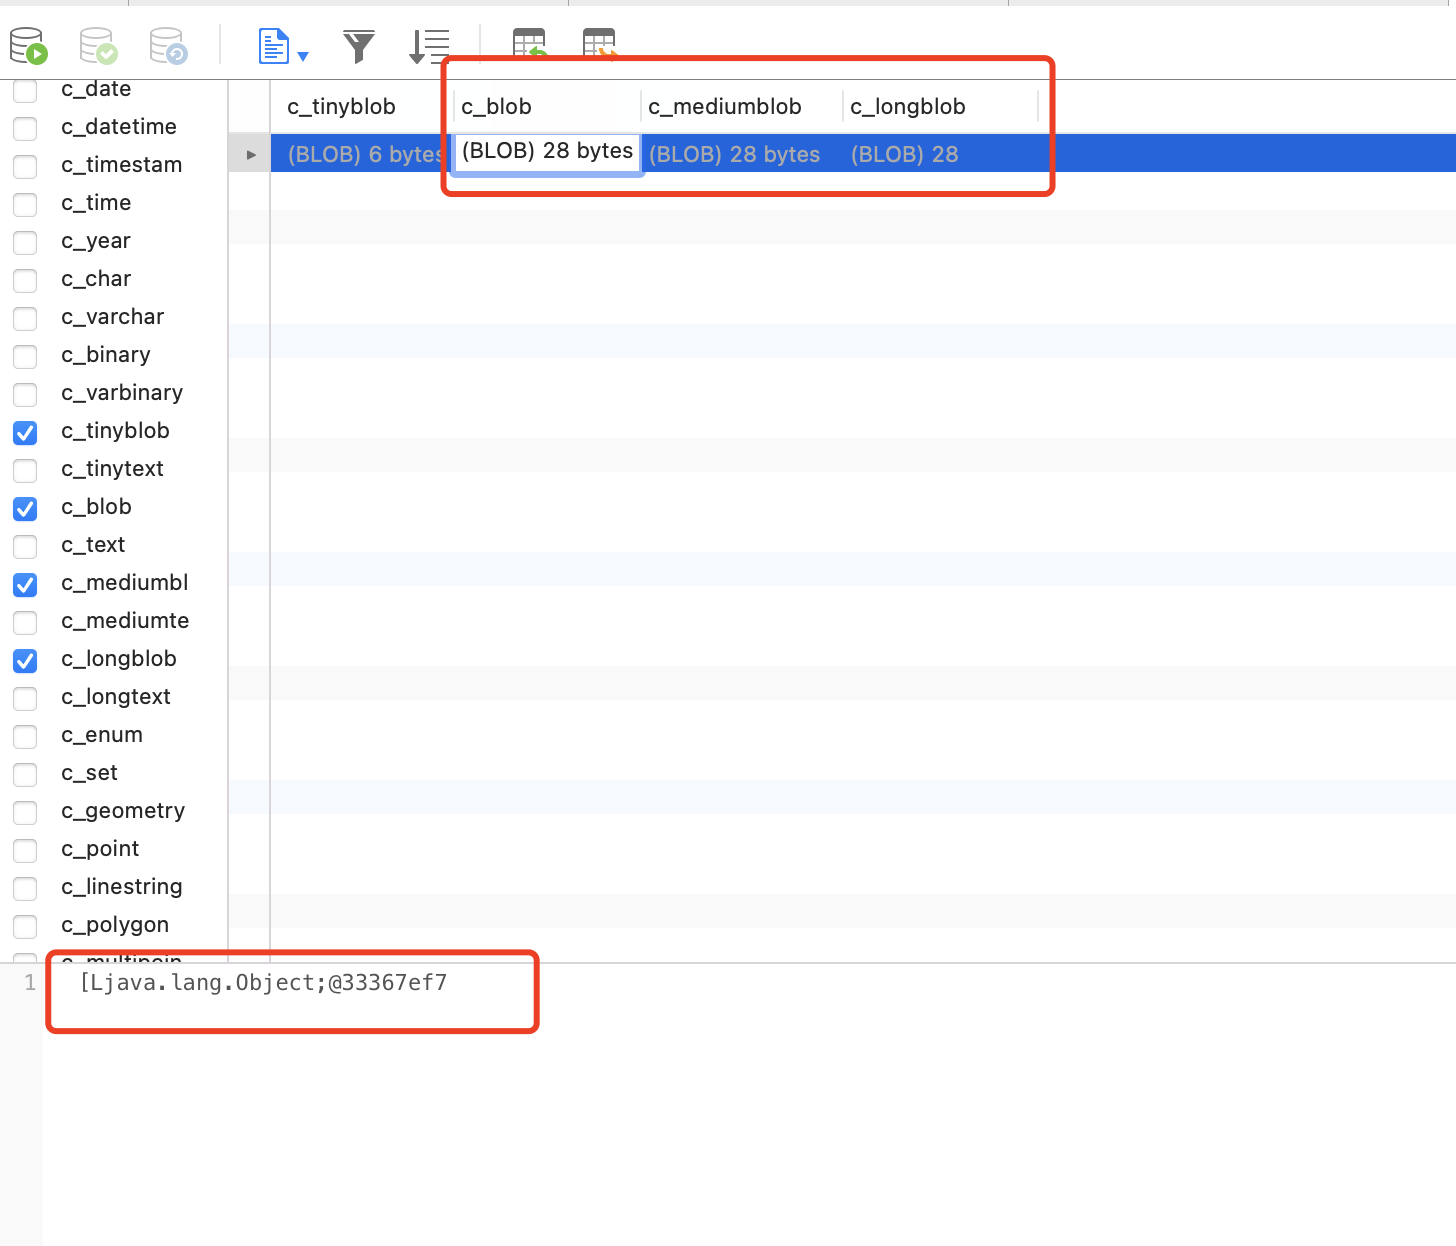 c_tinyblob c_blob c_mediumblob c_longblob
(BLOB) 6 bytes (BLOB) 28 bytes (BLOB) 28 bytes (BLOB) 28
c_date
c_datetime
c_timestam
c_time
c_year
c_char
c_varchar
c_binary
c_varbinary
c_tinyblob
c_tinytext
c_blob
c_text
c_mediumbl
c_mediumte
c_longblob
c_longtext
c_enum
c_set
c_geometry
c_point
c_linestring
c_polygon
c_multipoin
1 [Ljava.lang.Object;@33367ef7